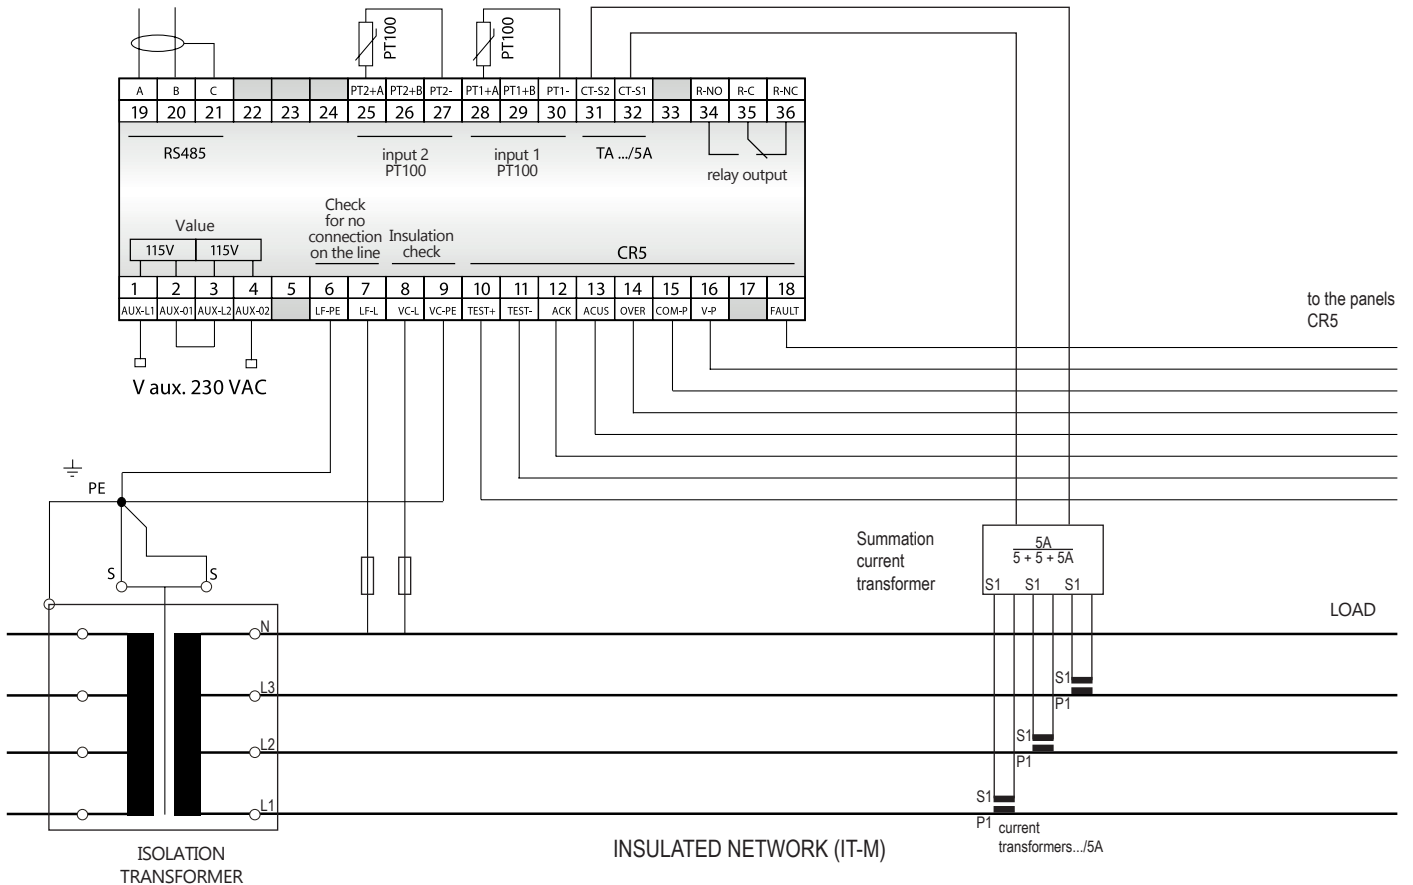 PT100
PT100
A B C PT2+A PT2+B PT2- PT1+A PT1+B PT1- CT-S2 CT-S1 R-NO R-C R-NC
19 20 21 22 23 24 25 26 27 28 29 30 31 32 33 34 35 36
RS485
input 2
PT100
input 1
PT100
TA .../5A
relay output
Value
115V 115V
Check
for no
connection
on the line
Insulation
check
CR5
1 2 3 4 5 6 7 8 9 10 11 12 13 14 15 16 17 18
AUX-L1 AUX-01 AUX-L2 AUX-02 LF-PE LF-L VC-L VC-PE TEST+ TEST- ACK ACUS OVER COM-P V-P FAULT
V aux. 230 VAC
to the panels
CR5
PE
S S
Summation
current
transformer
5A
5 + 5 + 5A
S1 S1 S1
LOAD
N
L3
L2
L1
S1
P1
S1
P1
S1
P1
current
transformers.../5A
INSULATED NETWORK (IT-M)
ISOLATION
TRANSFORMER